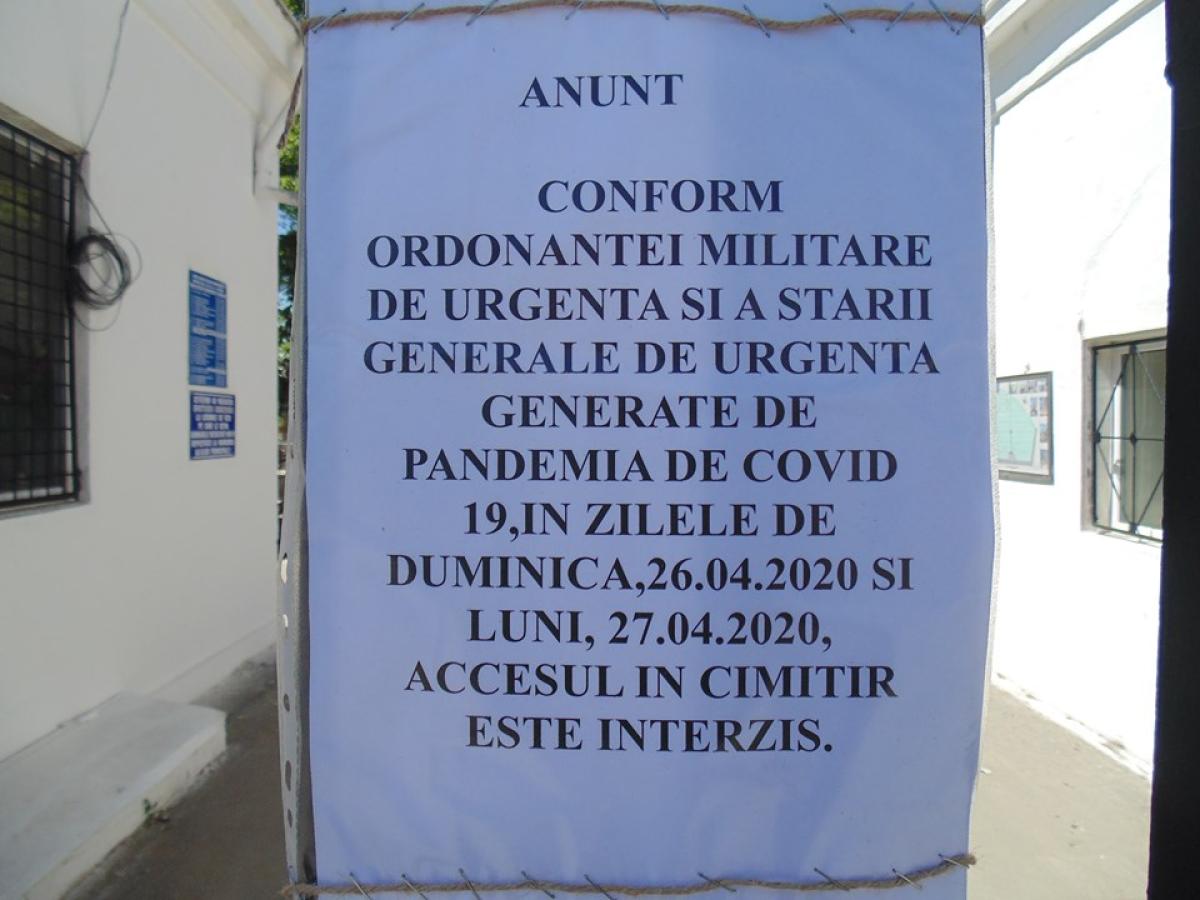 ANUNT
CONFORM
ORDONANTEI MILITARE
DE URGENTA SI A STARII
GENERALE DE URGENTA
GENERATE DE
PANDEMIA DE COVID
19,IN ZILELE DE
DUMINICA,26.04.2020 SI
LUNI, 27.04.2020,
ACCESUL IN CIMITIR
ESTE INTERZIS.